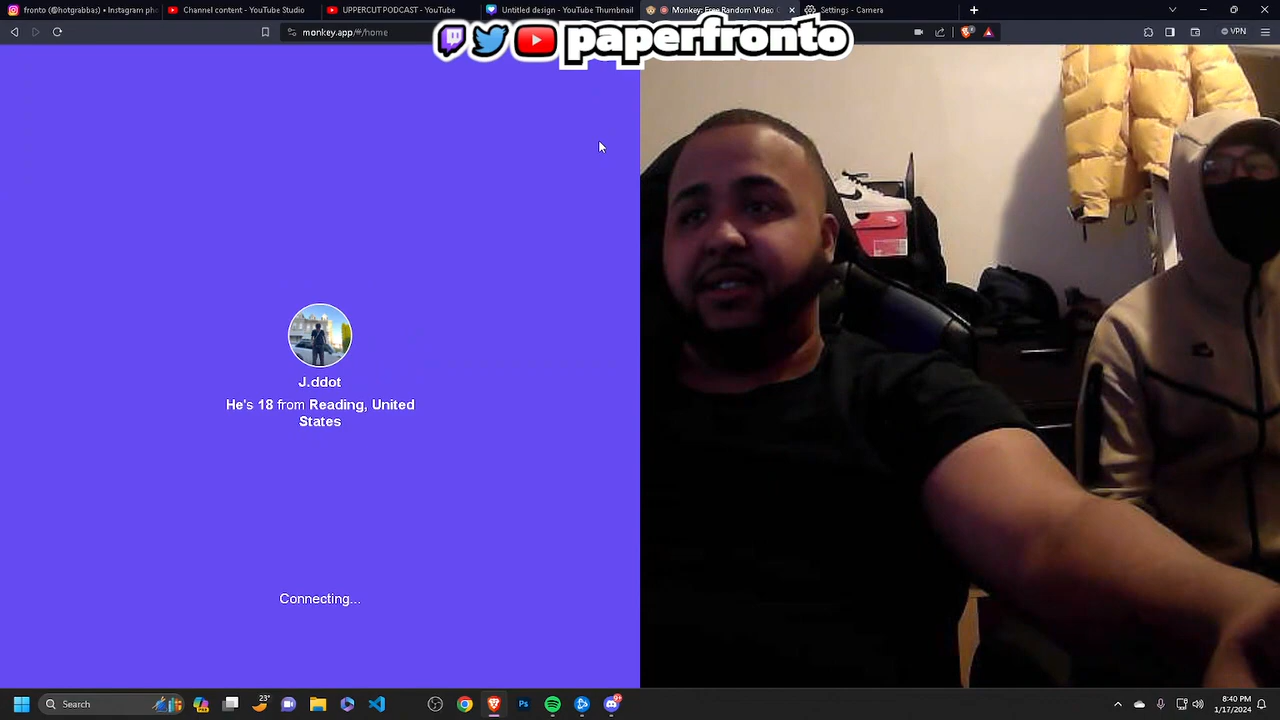 fronto (@hotgrabbas) • Instagram pho
Channel content - YouTube Studio
UPPERCUT PODCAST - YouTube
Untitled design - YouTube Thumbnail
Monkey: Free Random Video C
Settings - Camera
monkey.app/#/home
VPN
paperfronto
J.ddot
He's 18 from Reading, United
States
Connecting...
Search
23°
8:40 PM
1/17/2024